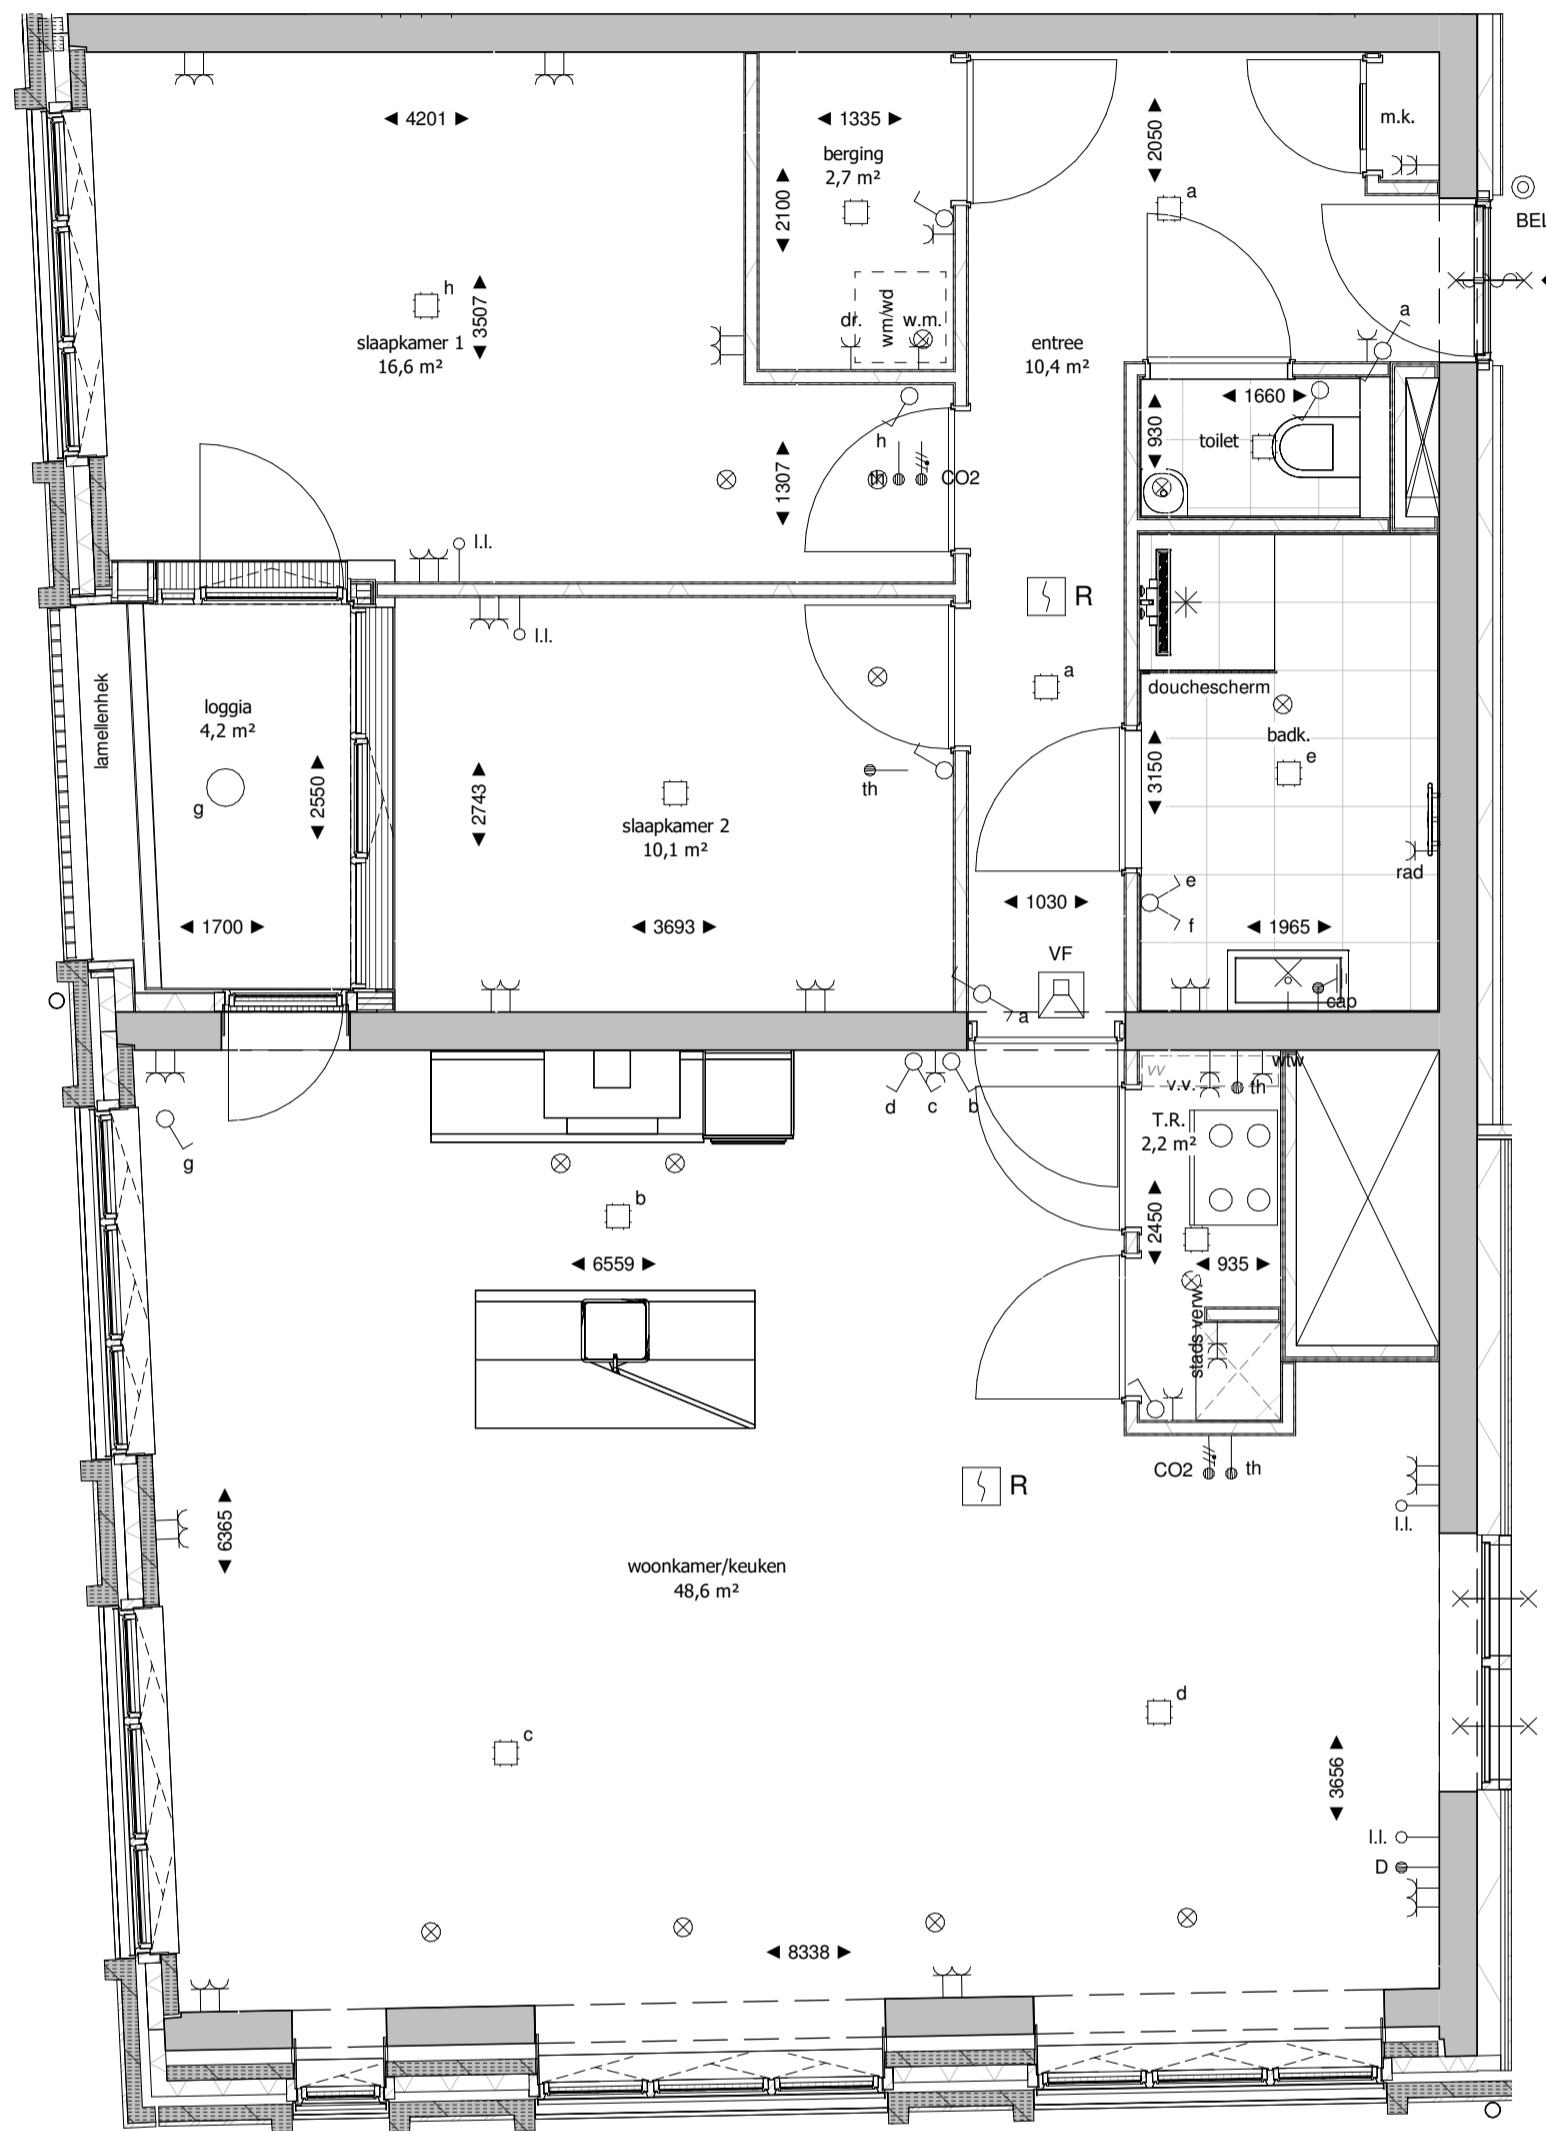 4201
1335
berging
2,7 m²
2100
2050
m.k.
a
BEL
h
3507
slaapkamer 1
16,6 m²
dr.
wm/wd
w.m.
entree
10,4 m²
a
1660
930
toilet
h
1307
CO2
l.l.
l.l.
R
a
douchescherm
badk.
e
3150
lamellenhek
loggia
4,2 m²
g
2550
2743
th
slaapkamer 2
10,1 m²
rad
e
f
1030
1700
3693
1965
VF
a
cap
d
c
b
vv
v.v.
wtw
th
T.R.
2,2 m²
g
b
2450
6559
935
stads verw.
CO2
th
R
l.l.
6365
woonkamer/keuken
48,6 m²
d
c
3656
l.l.
D
8338